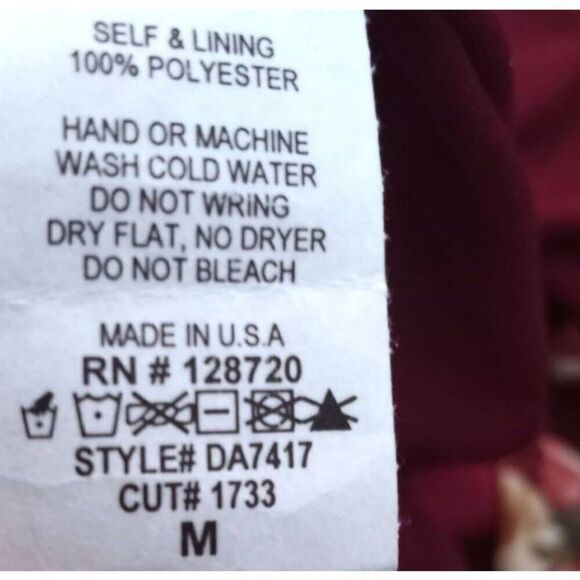 SELF & LINING
100% POLYESTER
HAND OR MACHINE
WASH COLD WATER
DO NOT WRING
DRY FLAT, NO DRYER
DO NOT BLEACH
MADE IN U.S.A
RN # 128720
STYLE# DA7417
CUT# 1733
M